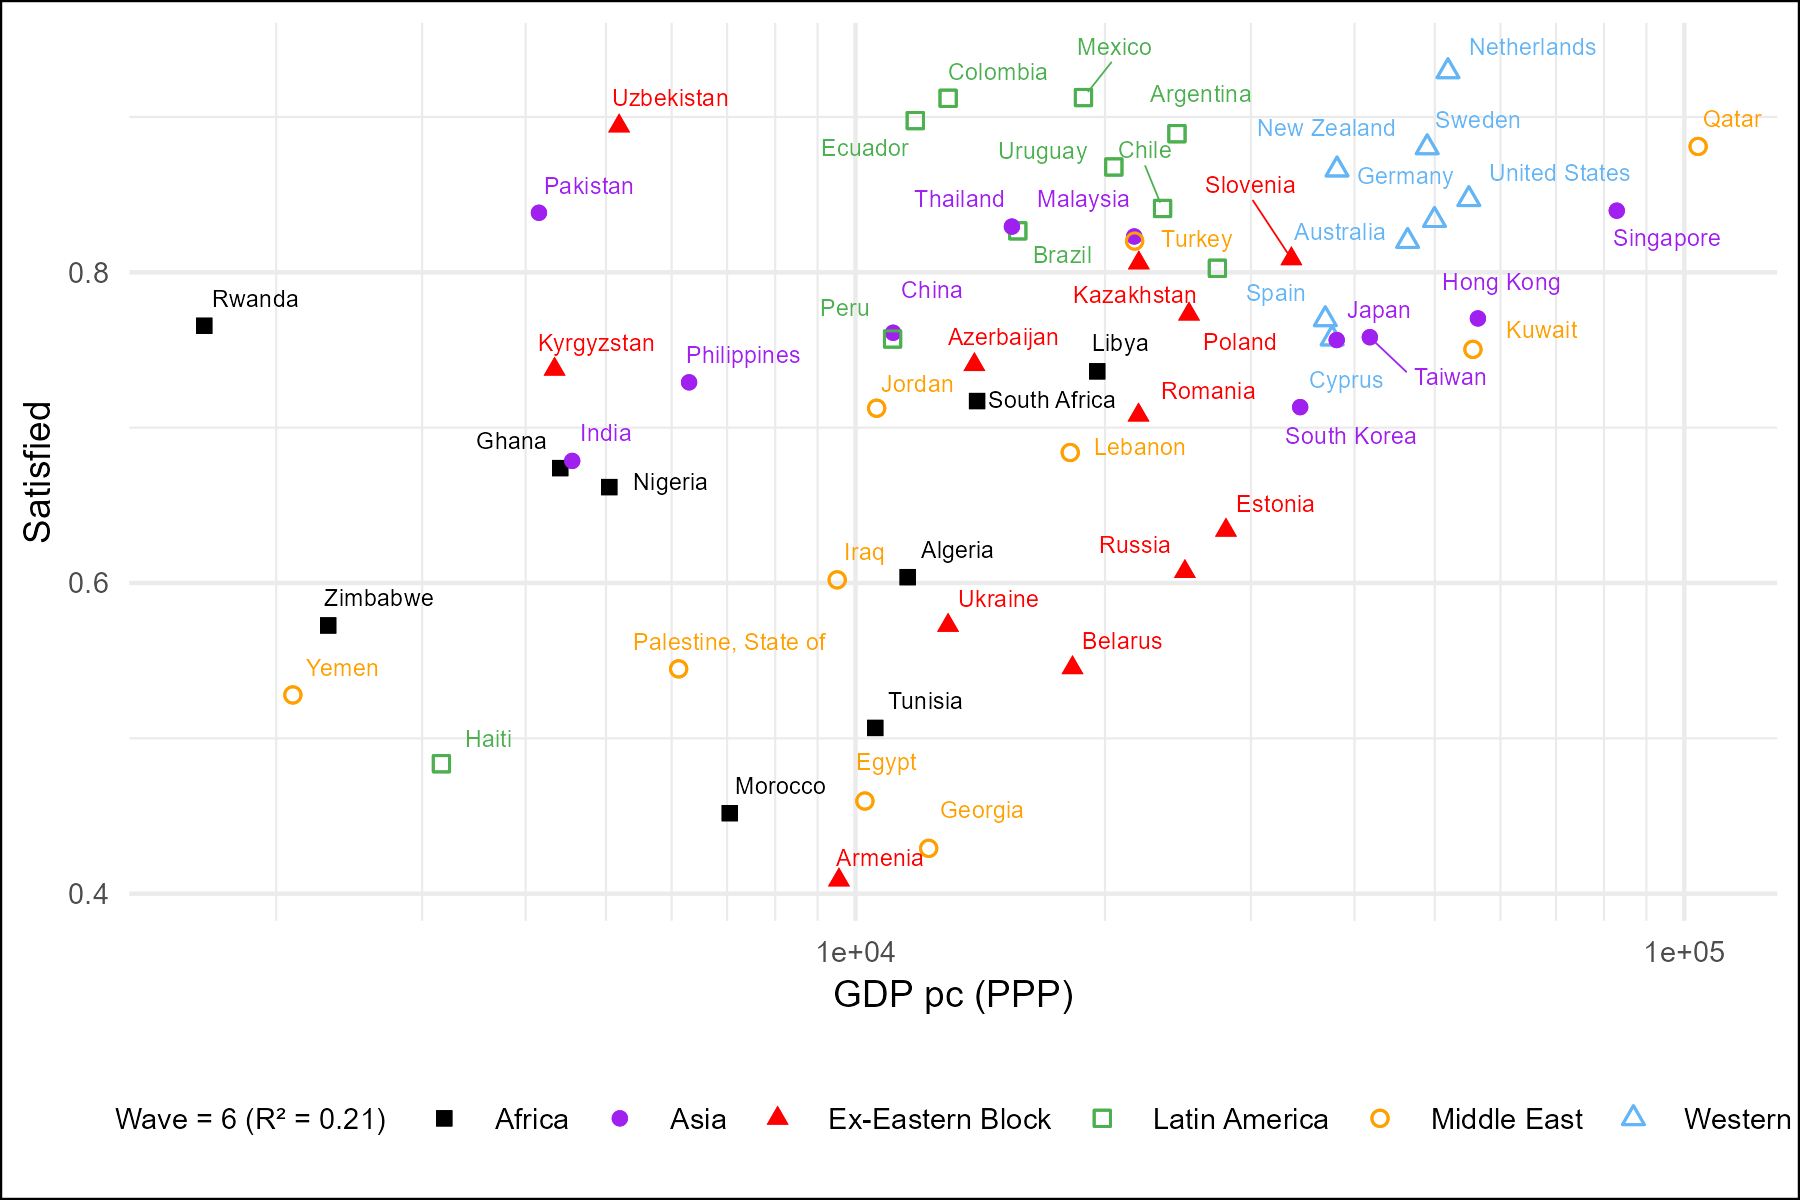 Netherlands
Mexico
Colombia
Argentina
Uzbekistan
Qatar
Sweden
New Zealand
Ecuador
Uruguay
Chile
United States
Germany
Slovenia
Pakistan
Thailand
Malaysia
Australia
Turkey
Singapore
Brazil
0.8
Hong Kong
China
Spain
Kazakhstan
Rwanda
Peru
Japan
Kuwait
Azerbaijan
Kyrgyzstan
Libya
Poland
Philippines
Taiwan
Cyprus
Jordan
Romania
South Africa
India
South Korea
Ghana
Lebanon
Nigeria
Satisfied
Estonia
Russia
Iraq
Algeria
0.6
Zimbabwe
Ukraine
Palestine, State of
Belarus
Yemen
Tunisia
Haiti
Egypt
Morocco
Georgia
Armenia
0.4
1e+04
1e+05
GDP pc (PPP)
Wave = 6 (R² = 0.21)
Africa
Asia
Ex-Eastern Block
Latin America
Middle East
Western